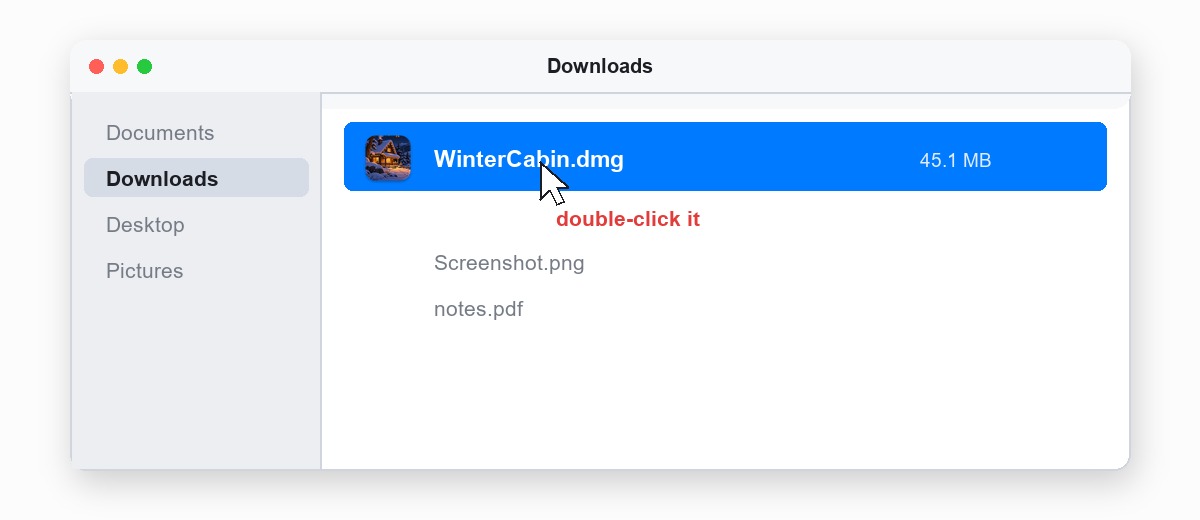 Downloads
Documents
Downloads
Desktop
Pictures
WinterCabin.dmg 45.1 MB
double-click it
Screenshot.png
notes.pdf